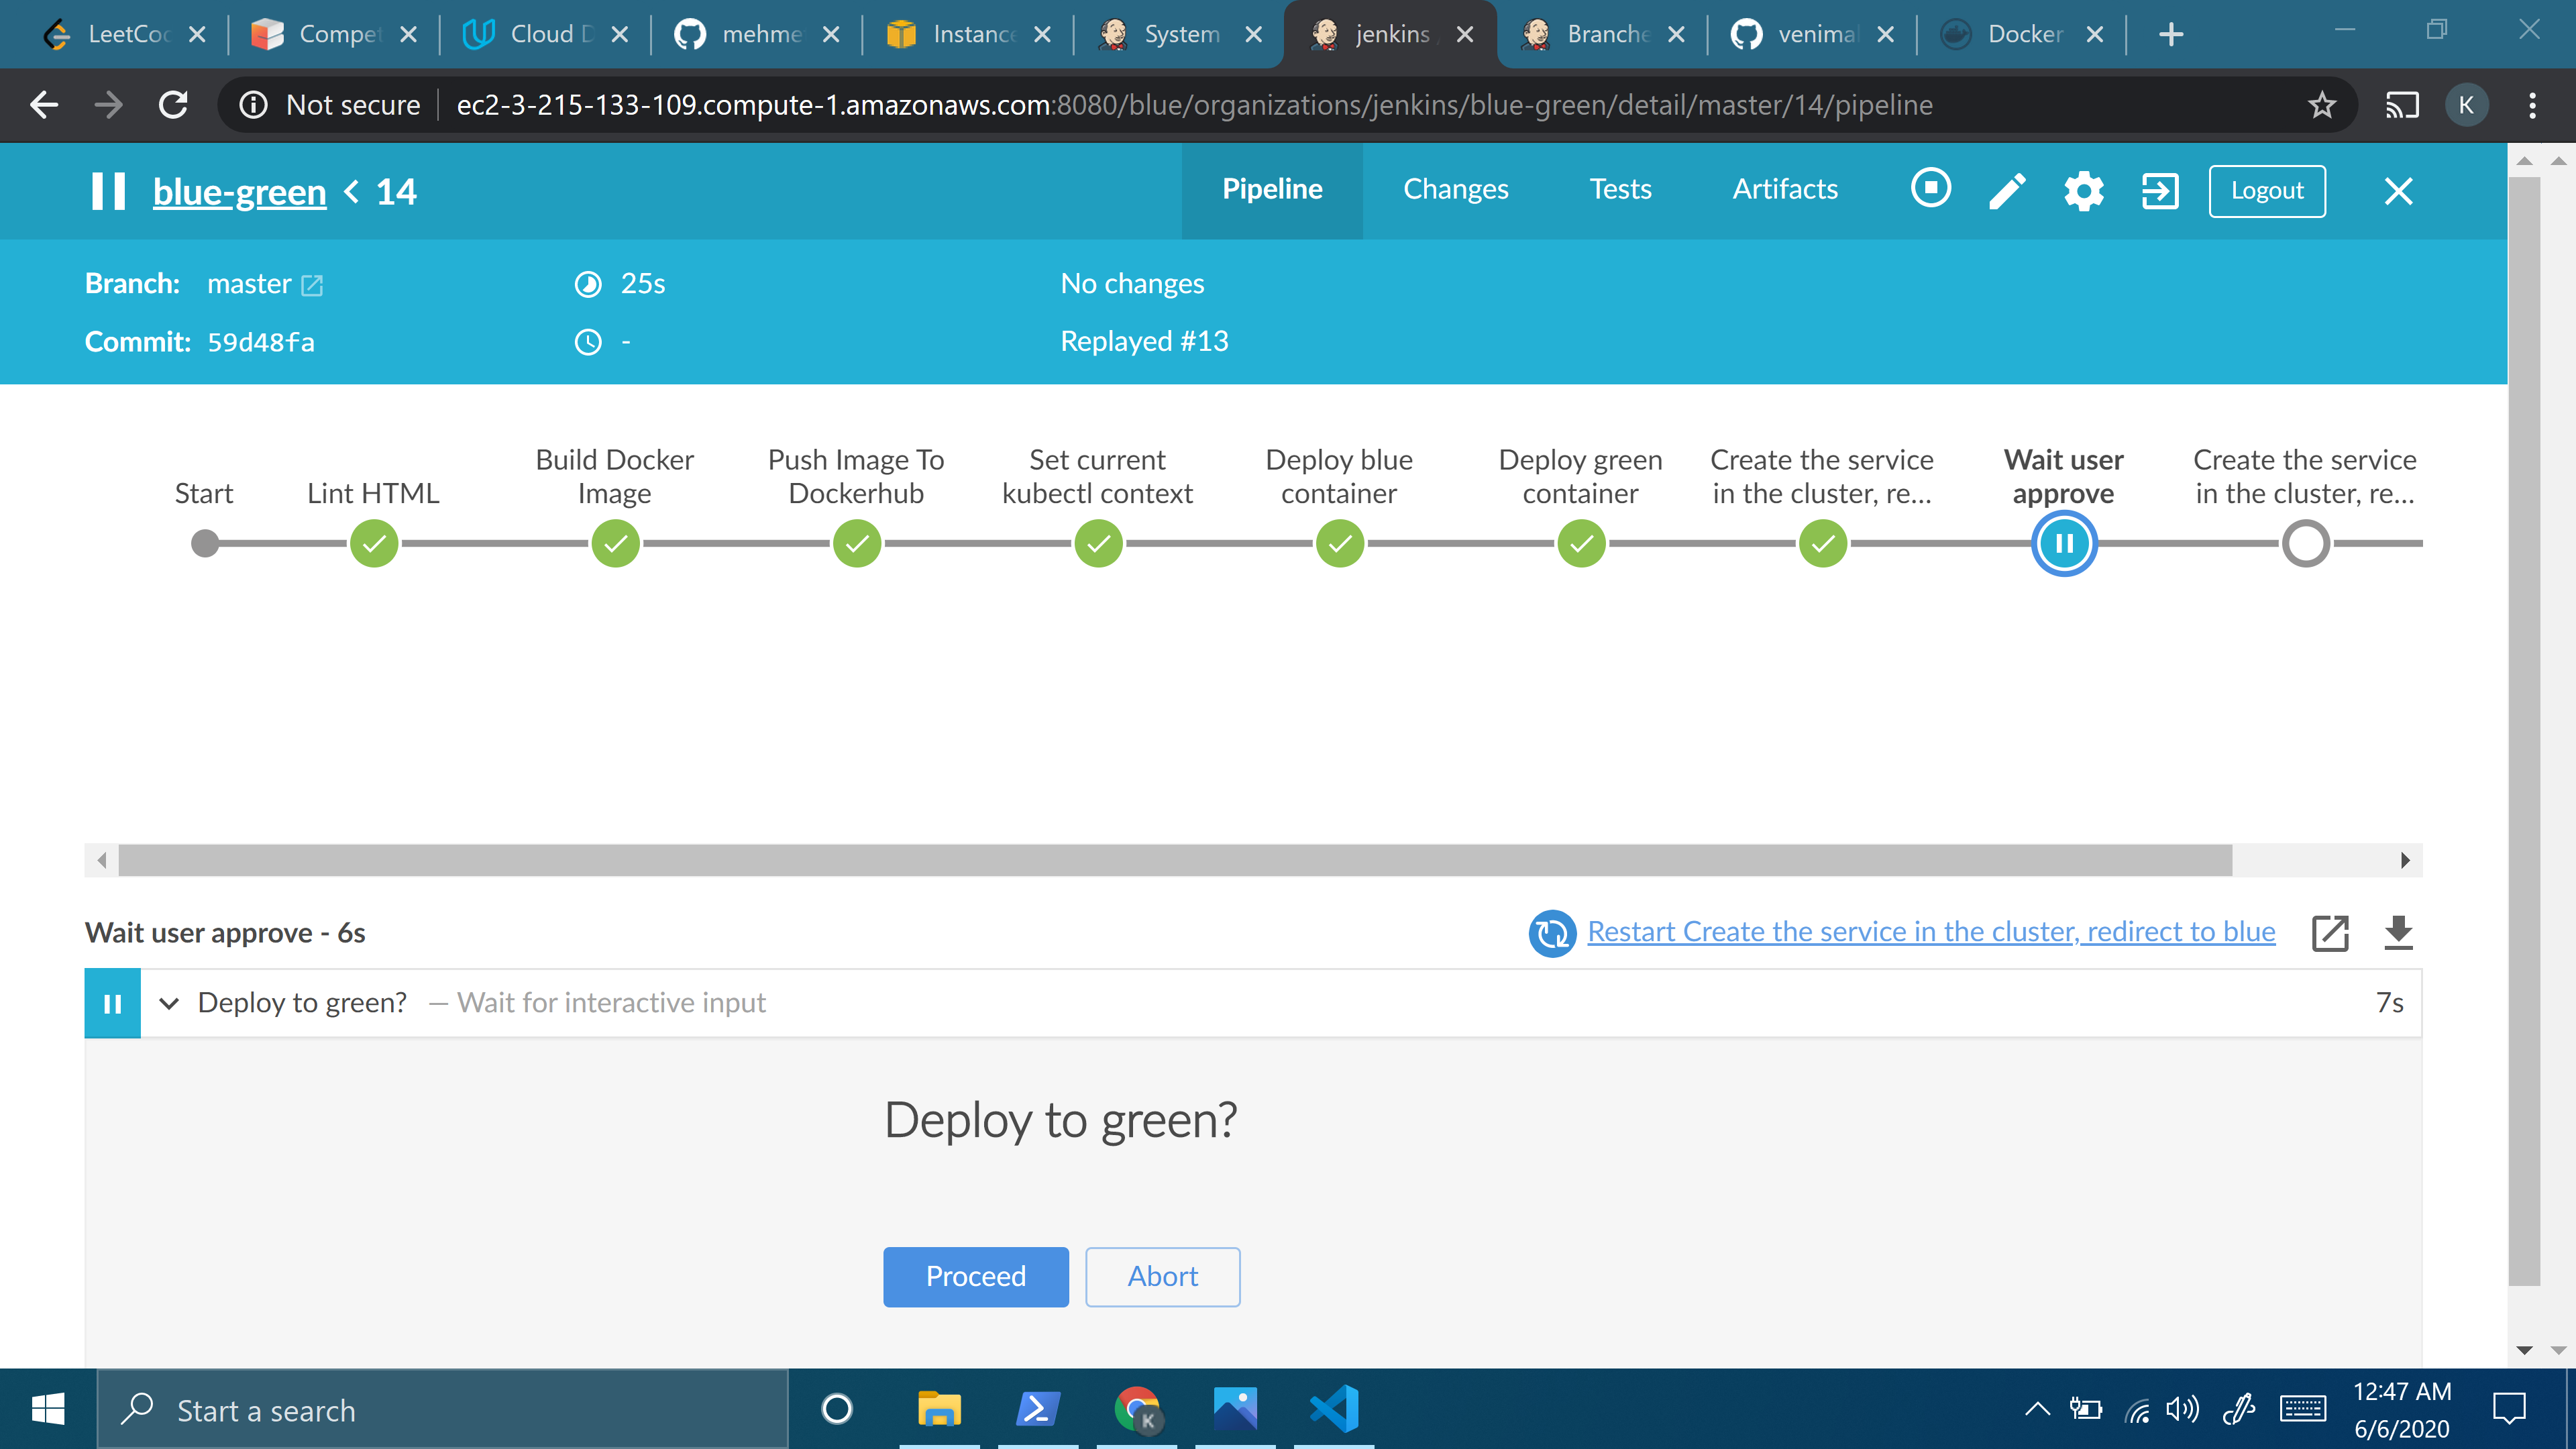 LeetCoc
Compet
Cloud D
mehme
Instance
System
jenkins
Branche
venimal
Docker
Not secure
ec2-3-215-133-109.compute-1.amazonaws.com:8080/blue/organizations/jenkins/blue-green/detail/master/14/pipeline
K
blue-green < 14
Pipeline
Changes
Tests
Artifacts
Logout
Branch: master
25s
No changes
Commit: 59d48fa
-
Replayed #13
Start
Lint HTML
Build Docker
Image
Push Image To
Dockerhub
Set current
kubectl context
Deploy blue
container
Deploy green
container
Create the service
in the cluster, re...
Wait user
approve
Create the service
in the cluster, re...
Wait user approve - 6s
Restart Create the service in the cluster, redirect to blue
Deploy to green? — Wait for interactive input
7s
Deploy to green?
Proceed
Abort
Start a search
K
12:47 AM
6/6/2020